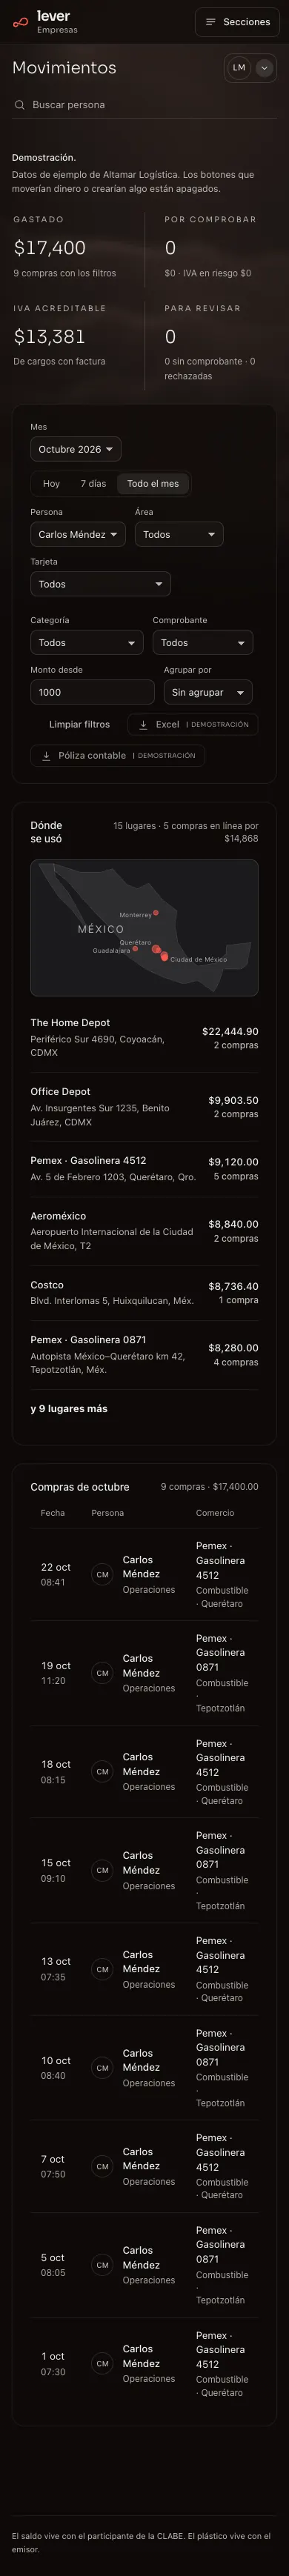 lever
Empresas
Secciones
Movimientos
LM
Buscar persona
Demostración.
Datos de ejemplo de Altamar Logística. Los botones que
moverían dinero o crearían algo están apagados.
GASTADO
$17,400
9 compras con los filtros
POR COMPROBAR
0
$0 · IVA en riesgo $0
IVA ACREDITABLE
$13,381
De cargos con factura
PARA REVISAR
0
0 sin comprobante · 0
rechazadas
Mes
Octubre 2026
Hoy
7 días
Todo el mes
Persona
Carlos Méndez
Área
Todos
Tarjeta
Todos
Categoría
Todos
Comprobante
Todos
Monto desde
1000
Agrupar por
Sin agrupar
Limpiar filtros
Excel | DEMOSTRACIÓN
Póliza contable | DEMOSTRACIÓN
Dónde
se usó
15 lugares · 5 compras en línea por
$14,868
Monterrey
MÉXICO
Querétaro
Guadalajara
Ciudad de México
The Home Depot
Periférico Sur 4690, Coyoacán,
CDMX
$22,444.90
2 compras
Office Depot
Av. Insurgentes Sur 1235, Benito
Juárez, CDMX
$9,903.50
2 compras
Pemex · Gasolinera 4512
Av. 5 de Febrero 1203, Querétaro, Qro.
$9,120.00
5 compras
Aeroméxico
Aeropuerto Internacional de la Ciudad
de México, T2
$8,840.00
2 compras
Costco
Blvd. Interlomas 5, Huixquilucan, Méx.
$8,736.40
1 compra
Pemex · Gasolinera 0871
Autopista México–Querétaro km 42,
Tepotzotlán, Méx.
$8,280.00
4 compras
y 9 lugares más
Compras de octubre
9 compras · $17,400.00
Fecha
Persona
Comercio
22 oct
08:41
CM
Carlos
Méndez
Operaciones
Pemex ·
Gasolinera
4512
Combustible
· Querétaro
19 oct
11:20
CM
Carlos
Méndez
Operaciones
Pemex ·
Gasolinera
0871
Combustible
·
Tepotzotlán
18 oct
08:15
CM
Carlos
Méndez
Operaciones
Pemex ·
Gasolinera
4512
Combustible
· Querétaro
15 oct
09:10
CM
Carlos
Méndez
Operaciones
Pemex ·
Gasolinera
0871
Combustible
·
Tepotzotlán
13 oct
07:35
CM
Carlos
Méndez
Operaciones
Pemex ·
Gasolinera
4512
Combustible
· Querétaro
10 oct
08:40
CM
Carlos
Méndez
Operaciones
Pemex ·
Gasolinera
0871
Combustible
·
Tepotzotlán
7 oct
07:50
CM
Carlos
Méndez
Operaciones
Pemex ·
Gasolinera
4512
Combustible
· Querétaro
5 oct
08:05
CM
Carlos
Méndez
Operaciones
Pemex ·
Gasolinera
0871
Combustible
·
Tepotzotlán
1 oct
07:30
CM
Carlos
Méndez
Operaciones
Pemex ·
Gasolinera
4512
Combustible
· Querétaro
El saldo vive con el participante de la CLABE. El plástico vive con el
emisor.